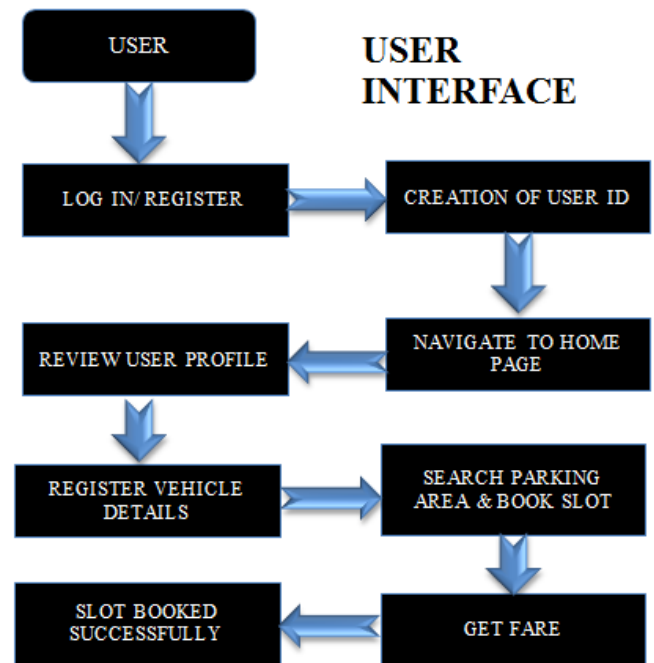 USER
USER
INTERFACE
LOG IN/ REGISTER
CREATION OF USER ID
NAVIGATE TO HOME
PAGE
REVIEW USER PROFILE
REGISTER VEHICLE
DETAILS
SEARCH PARKING
AREA & BOOK SLOT
GET FARE
SLOT BOOKED
SUCCESSFULLY